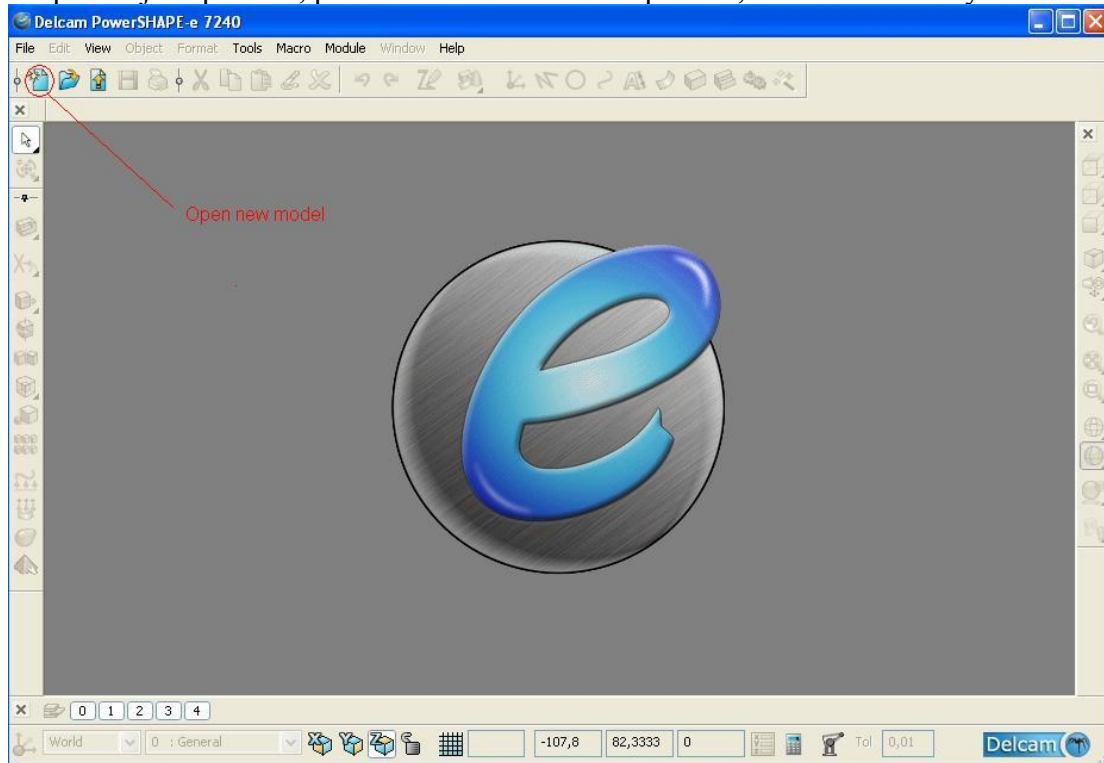 Delcam PowerSHAPE-e 7240
File Edit View Object Format Tools Macro Module Window Help
Open new model
e
0 1 2 3 4
World 0 : General -107,8 82,3333 0 Tol 0,01 Delcam